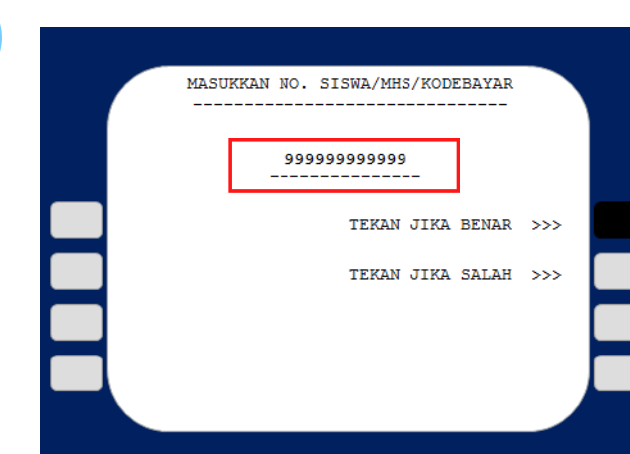 MASUKKAN NO. SISWA/MHS/KODEBAYAR
-------------------------------
999999999999
---------------
TEKAN JIKA BENAR >>>
TEKAN JIKA SALAH >>>